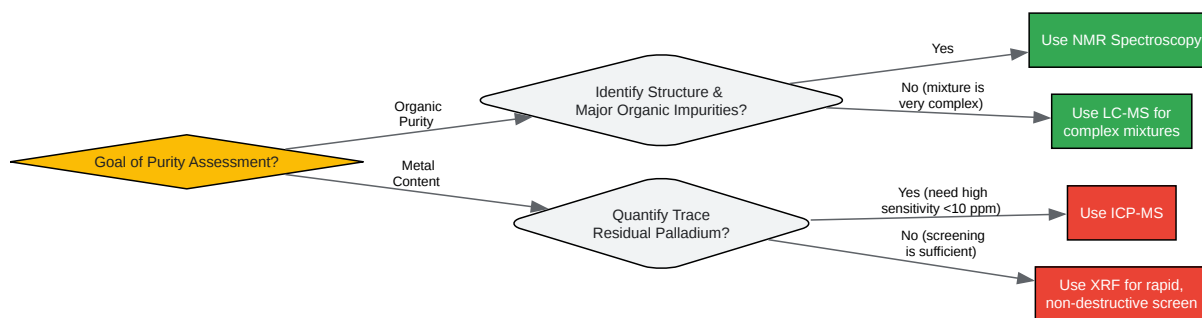 Goal of Purity Assessment?
Organic
Purity
Metal
Content
Identify Structure &
Major Organic Impurities?
Yes
No (mixture is
very complex)
Use NMR Spectroscopy
Use LC-MS for
complex mixtures
Quantify Trace
Residual Palladium?
Yes (need high
sensitivity <10 ppm)
No (screening
is sufficient)
Use ICP-MS
Use XRF for rapid,
non-destructive screen